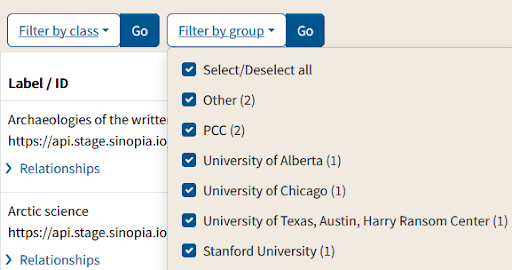 Filter by class Go Filter by group Go
Label / ID
Archaeologies of the writte
https://api.stage.sinopia.io
Relationships
Arctic science
https://api.stage.sinopia.io
Relationships
Select/Deselect all
Other (2)
PCC (2)
University of Alberta (1)
University of Chicago (1)
University of Texas, Austin, Harry Ransom Center (1)
Stanford University (1)